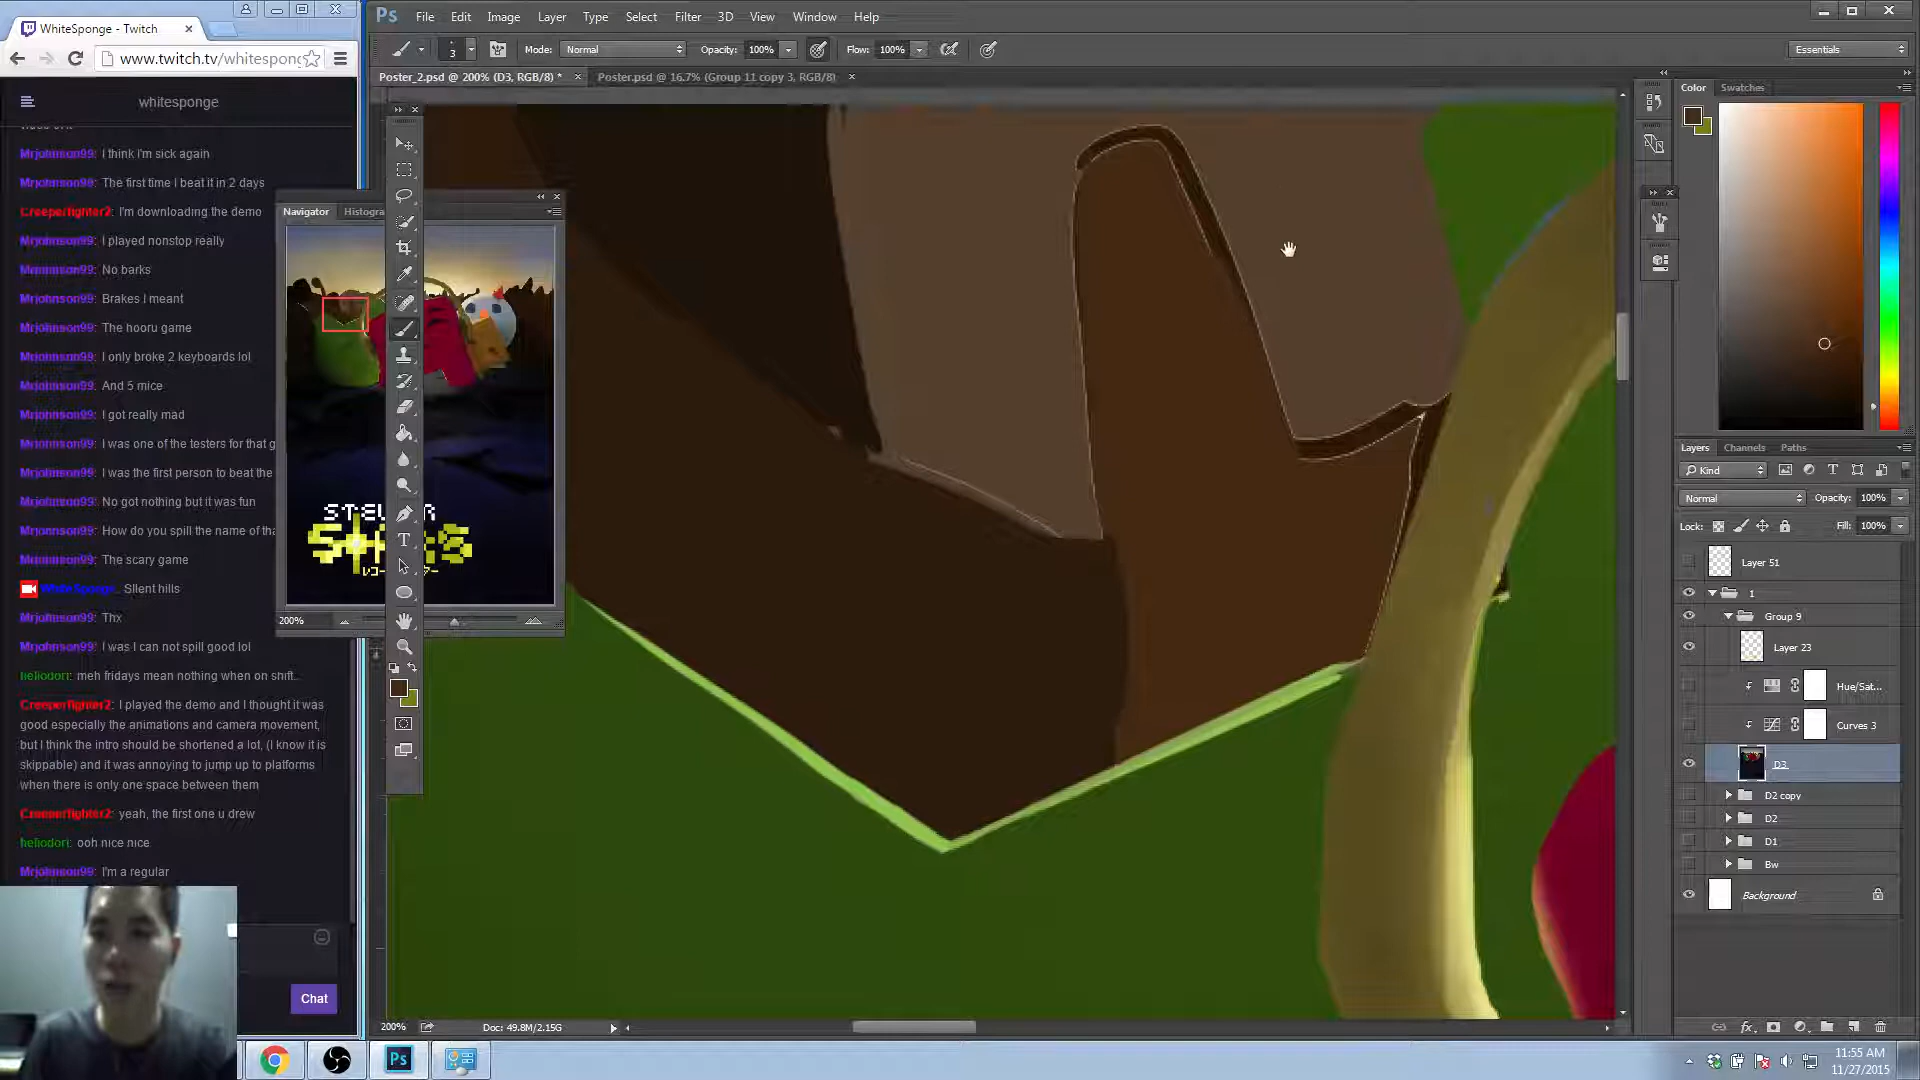 WhiteSponge - Twitch
www.twitch.tv/whitespong
whitesponge
Mrjohnson99: I think I'm sick again
Mrjohnson99: The first time I beat it in 2 days
Creeperfighter2: I'm downloading the demo
Mrjohnson99: I played nonstop really
Mrjohnson99: No barks
Mrjohnson99: Brakes I meant
Mrjohnson99: The hooru game
Mrjohnson99: I only broke 2 keyboards lol
Mrjohnson99: And 5 mice
Mrjohnson99: I got really mad
Mrjohnson99: I was one of the testers for that g
Mrjohnson99: I was the first person to beat the
Mrjohnson99: No got nothing but it was fun
Mrjohnson99: How do you spill the name of tha
Mrjohnson99: The scary game
WhiteSponge: Silent hills
Mrjohnson99: Thx
Mrjohnson99: I was I can not spill good lol
heliodori: meh fridays mean nothing when on shift..
Creeperfighter2: I played the demo and I thought it was
good especially the animations and camera movement,
but I think the intro should be shortened a lot, (I know it is
skippable) and it was annoying to jump up to platforms
when there is only one space between them
Creeperfighter2: yeah, the first one u drew
heliodori: ooh nice nice
Mrjohnson99: I'm a regular
Chat
Ps File Edit Image Layer Type Select Filter 3D View Window Help
3 Mode: Normal Opacity: 100% Flow: 100% Essentials
Poster_2.psd @ 200% (D3, RGB/8) * Poster.psd @ 16.7% (Group 11 copy 3, RGB/8)
Navigator Histogra
200%
200% Doc: 49.8M/2.15G
Color Swatches
Layers Channels Paths
Kind
Normal Opacity: 100%
Lock: Fill: 100%
Layer 51
1
Group 9
Layer 23
Hue/Sat...
Curves 3
D3
D2 copy
D2
D1
Bw
Background
Ps
11:55 AM
11/27/2015